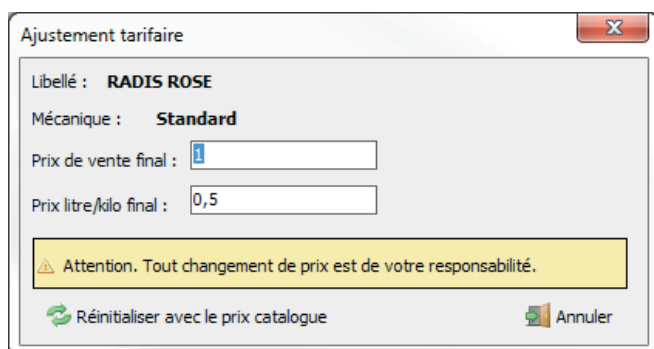 Ajustement tarifaire
Libellé : RADIS ROSE
Mécanique : Standard
Prix de vente final : 1
Prix litre/kilo final : 0,5
Attention. Tout changement de prix est de votre responsabilité.
Réinitialiser avec le prix catalogue Annuler